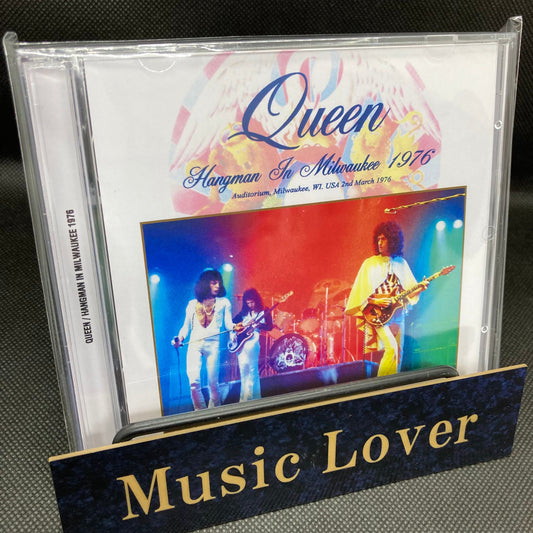 Queen
Hangman In Milwaukee 1976
Auditorium, Milwaukee, WI. USA 2nd March 1976
QUEEN / HANGMAN IN MILWAUKEE 1976
Music Lover